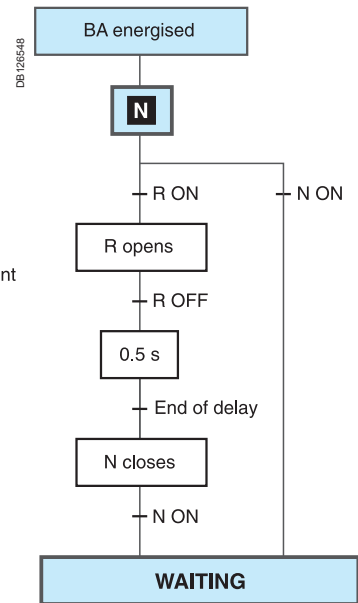 BA energised
DB126548
N
R ON
N ON
R opens
nt
R OFF
0.5 s
End of delay
N closes
N ON
WAITING